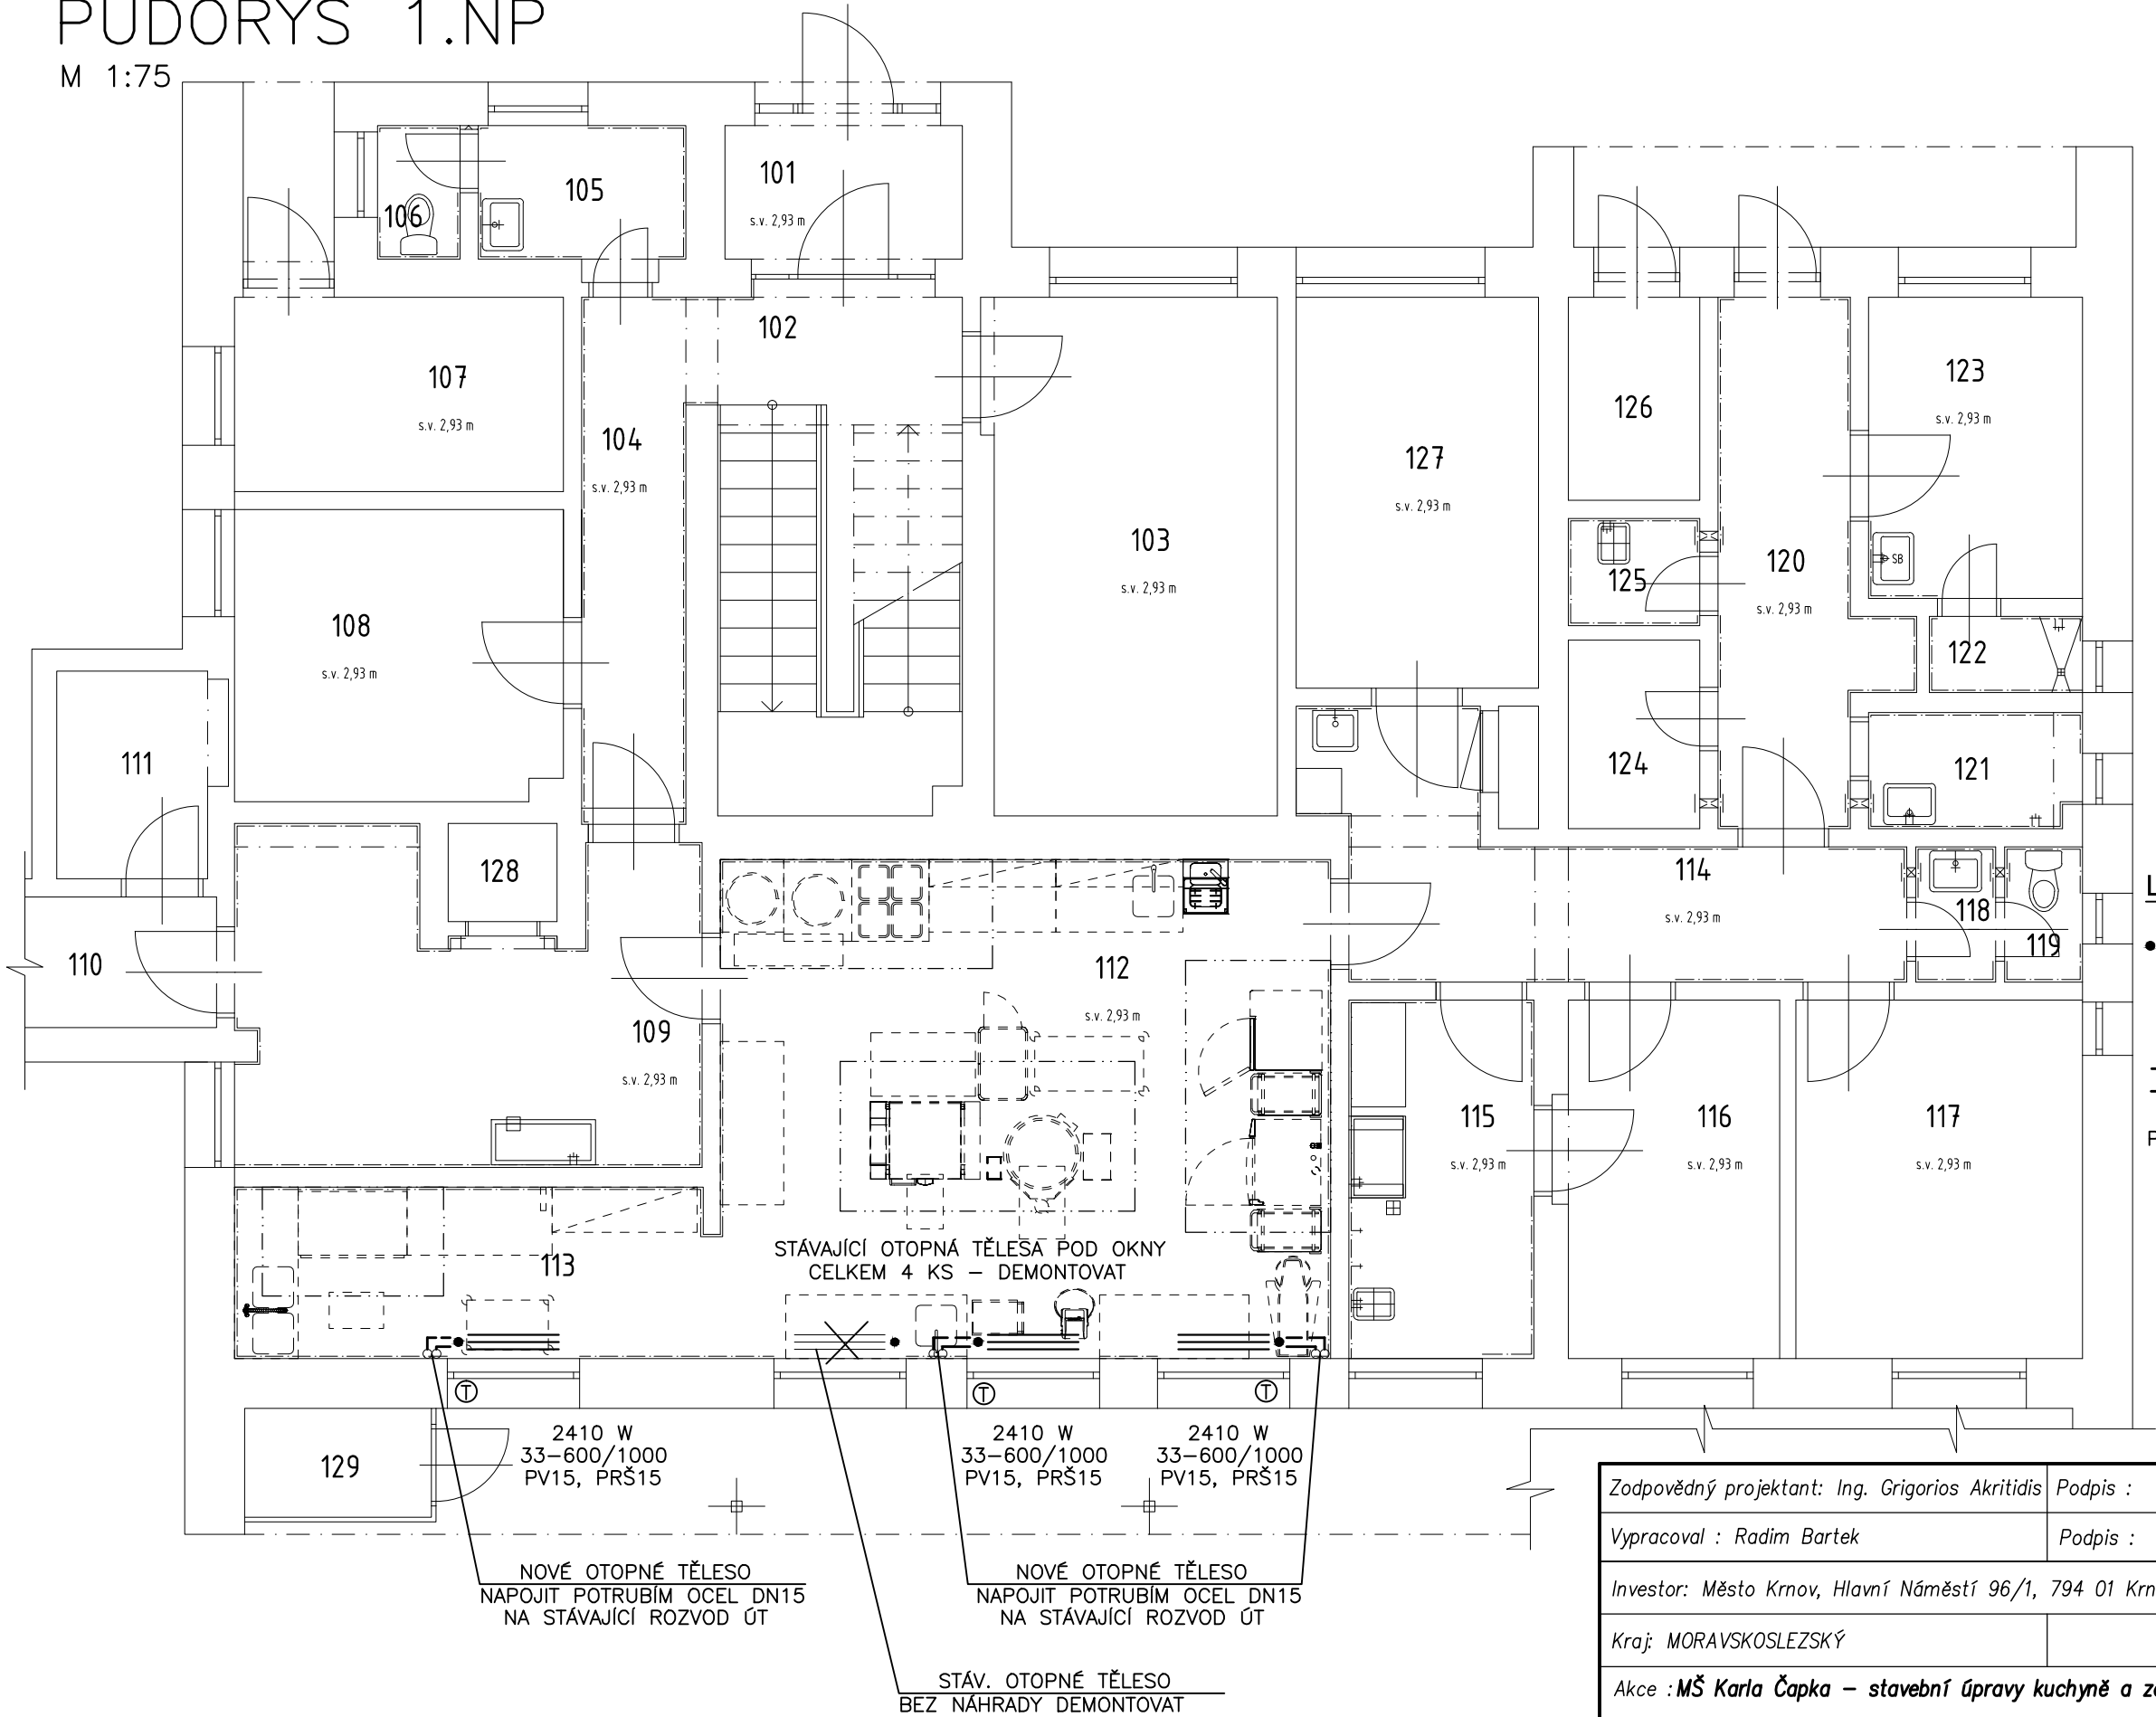 PŮDORYS 1.NP
M 1:75
101
s.v. 2,93 m
105
106
102
107
s.v. 2,93 m
104
s.v. 2,93 m
103
s.v. 2,93 m
127
s.v. 2,93 m
126
123
s.v. 2,93 m
125
120
s.v. 2,93 m
SB
122
108
s.v. 2,93 m
111
124
121
128
114
s.v. 2,93 m
118
119
110
112
s.v. 2,93 m
109
s.v. 2,93 m
115
s.v. 2,93 m
116
s.v. 2,93 m
117
s.v. 2,93 m
113
STÁVAJÍCÍ OTOPNÁ TĚLESA POD OKNY
CELKEM 4 KS – DEMONTOVAT
T
T
T
2410 W
33–600/1000
PV15, PRŠ15
2410 W
33–600/1000
PV15, PRŠ15
2410 W
33–600/1000
PV15, PRŠ15
129
NOVÉ OTOPNÉ TĚLESO
NAPOJIT POTRUBÍM OCEL DN15
NA STÁVAJÍCÍ ROZVOD ÚT
NOVÉ OTOPNÉ TĚLESO
NAPOJIT POTRUBÍM OCEL DN15
NA STÁVAJÍCÍ ROZVOD ÚT
STÁV. OTOPNÉ TĚLESO
BEZ NÁHRADY DEMONTOVAT
Zodpovědný projektant: Ing. Grigorios Akritidis Podpis :
Vypracoval : Radim Bartek Podpis :
Investor: Město Krnov, Hlavní Náměstí 96/1, 794 01 Krn
Kraj: MORAVSKOSLEZSKÝ
Akce : MŠ Karla Čapka – stavební úpravy kuchyně a